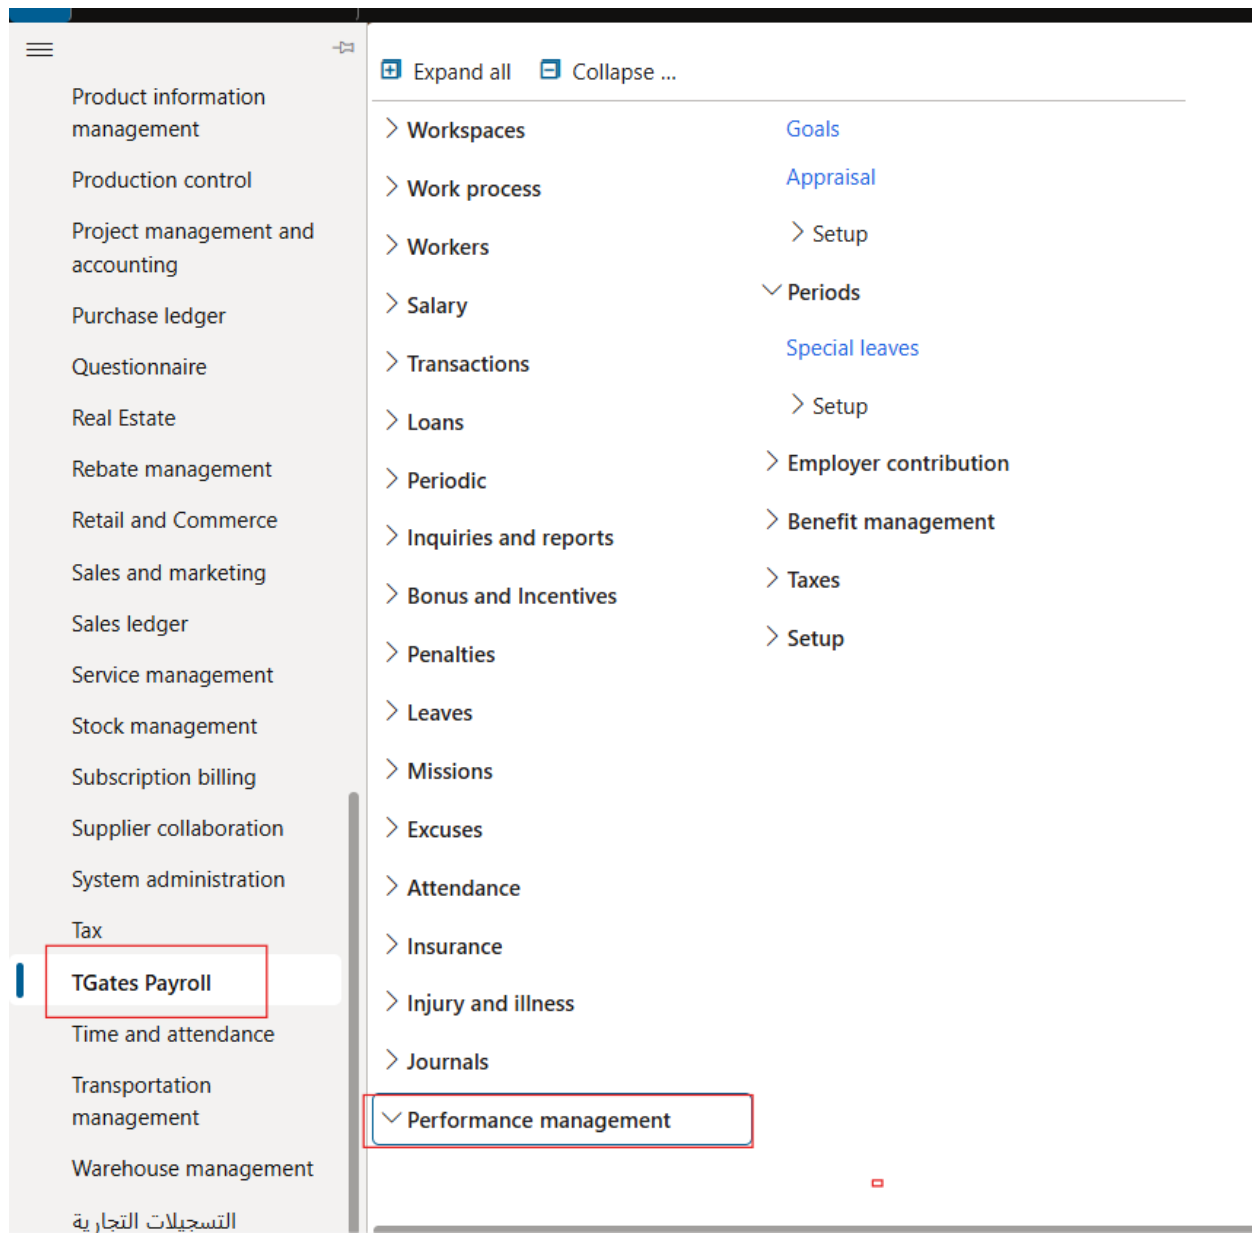 Product information
management
Production control
Project management and
accounting
Purchase ledger
Questionnaire
Real Estate
Rebate management
Retail and Commerce
Sales and marketing
Sales ledger
Service management
Stock management
Subscription billing
Supplier collaboration
System administration
Tax
TGates Payroll
Time and attendance
Transportation
management
Warehouse management
التسجيلات التجارية
Expand all
Collapse ...
Workspaces
Work process
Workers
Salary
Transactions
Loans
Periodic
Inquiries and reports
Bonus and Incentives
Penalties
Leaves
Missions
Excuses
Attendance
Insurance
Injury and illness
Journals
Performance management
Goals
Appraisal
Setup
Periods
Special leaves
Setup
Employer contribution
Benefit management
Taxes
Setup